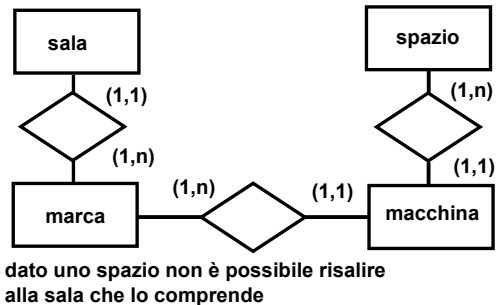 sala
spazio
(1,1)
(1,n)
(1,n)
(1,1)
(1,n)
(1,1)
marca
macchina
dato uno spazio non è possibile risalire
alla sala che lo comprende